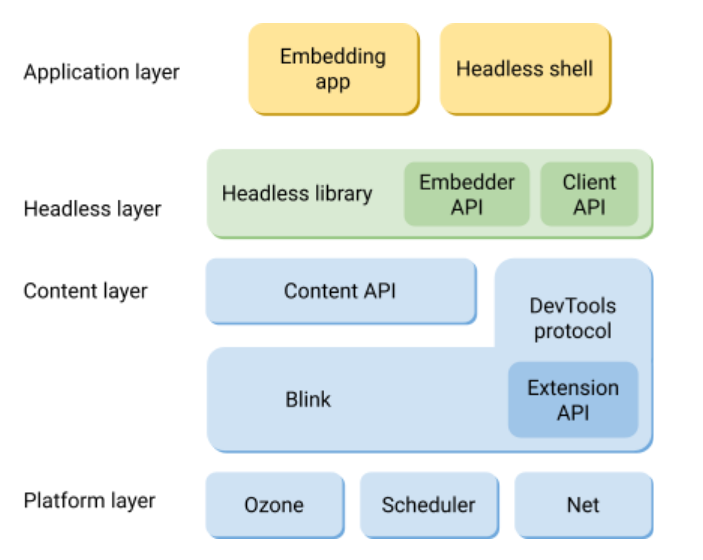 Application layer
Embedding
app
Headless shell
Headless layer
Headless library
Embedder
API
Client
API
Content layer
Content API
DevTools
protocol
Blink
Extension
API
Platform layer
Ozone
Scheduler
Net